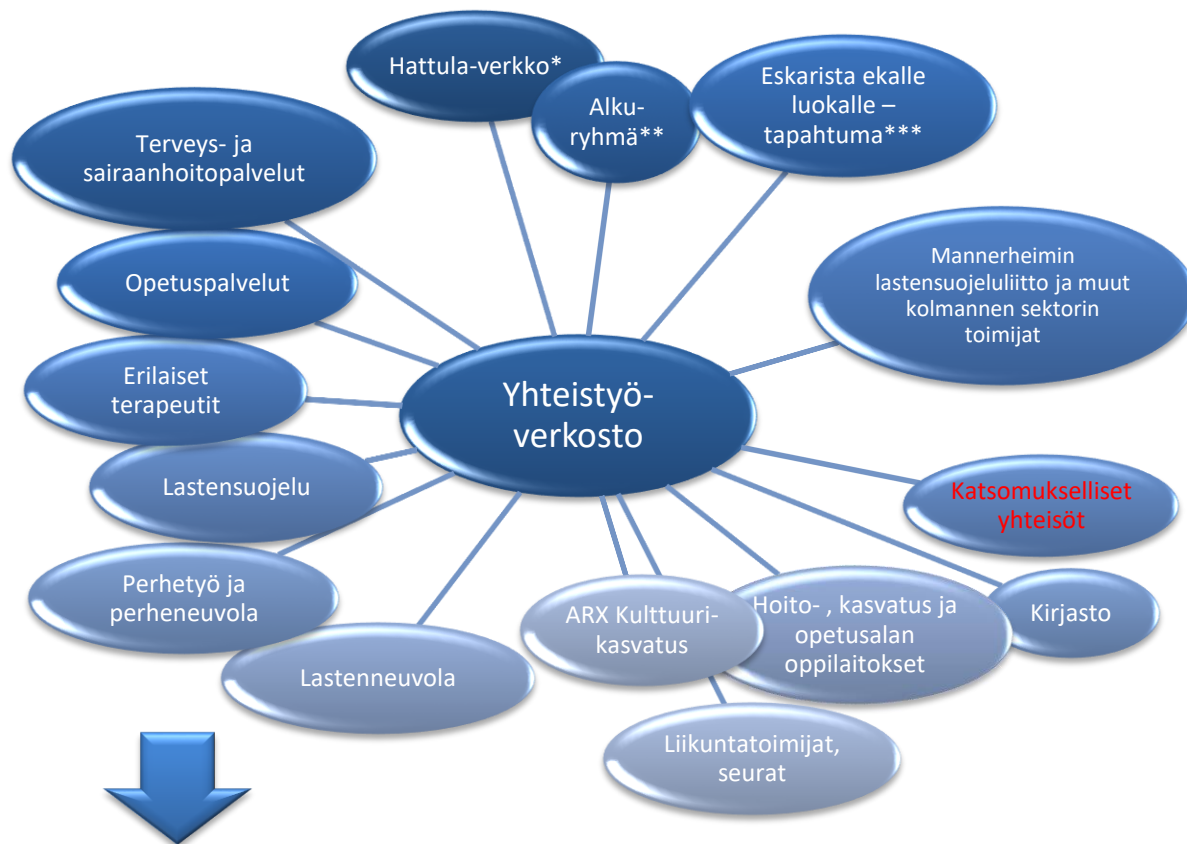 Hattula-verkko*
Alku-
ryhmä**
Eskarista ekalle
luokalle –
tapahtuma***
Terveys- ja
sairaanhoitopalvelut
Mannerheimin
lastensuojeluliitto ja muut
kolmannen sektorin
toimijat
Opetuspalvelut
Erilaiset
terapeutit
Yhteistyö-
verkosto
Lastensuojelu
Katsomukselliset
yhteisöt
Perhetyö ja
perheneuvola
ARX Kulttuuri-
kasvatus
Hoito- , kasvatus ja
opetusalan
oppilaitokset
Kirjasto
Lastenneuvola
Liikuntatoimijat,
seurat